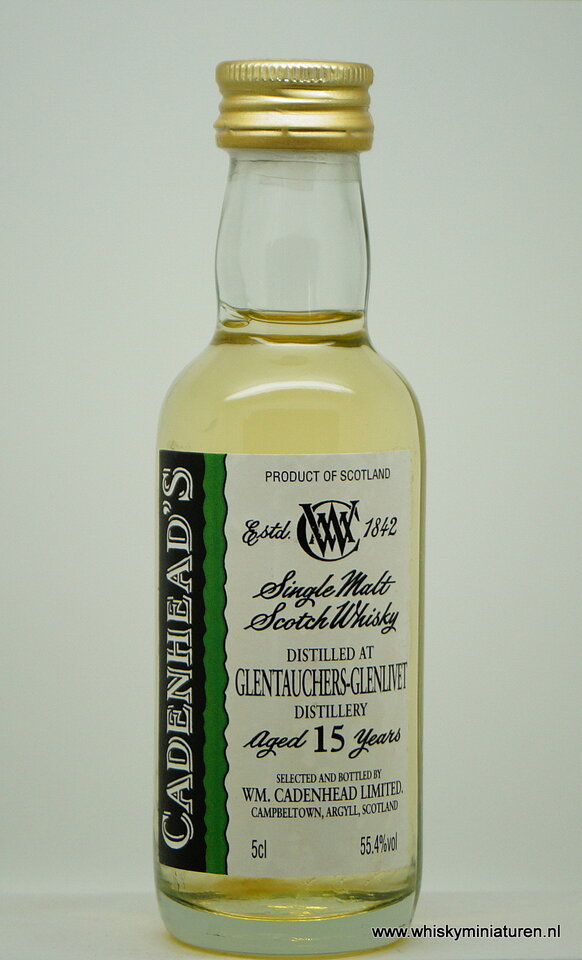 CADENHEAD'S
PRODUCT OF SCOTLAND
Estd. WC 1842
Single Malt
Scotch Whisky
DISTILLED AT
GLENTAUCHERS-GLENLIVET
DISTILLERY
Aged 15 Years
SELECTED AND BOTTLED BY
WM. CADENHEAD LIMITED.
CAMPBELTOWN, ARGYLL, SCOTLAND
5cl 55.4%vol
www.whiskyminiaturen.nl